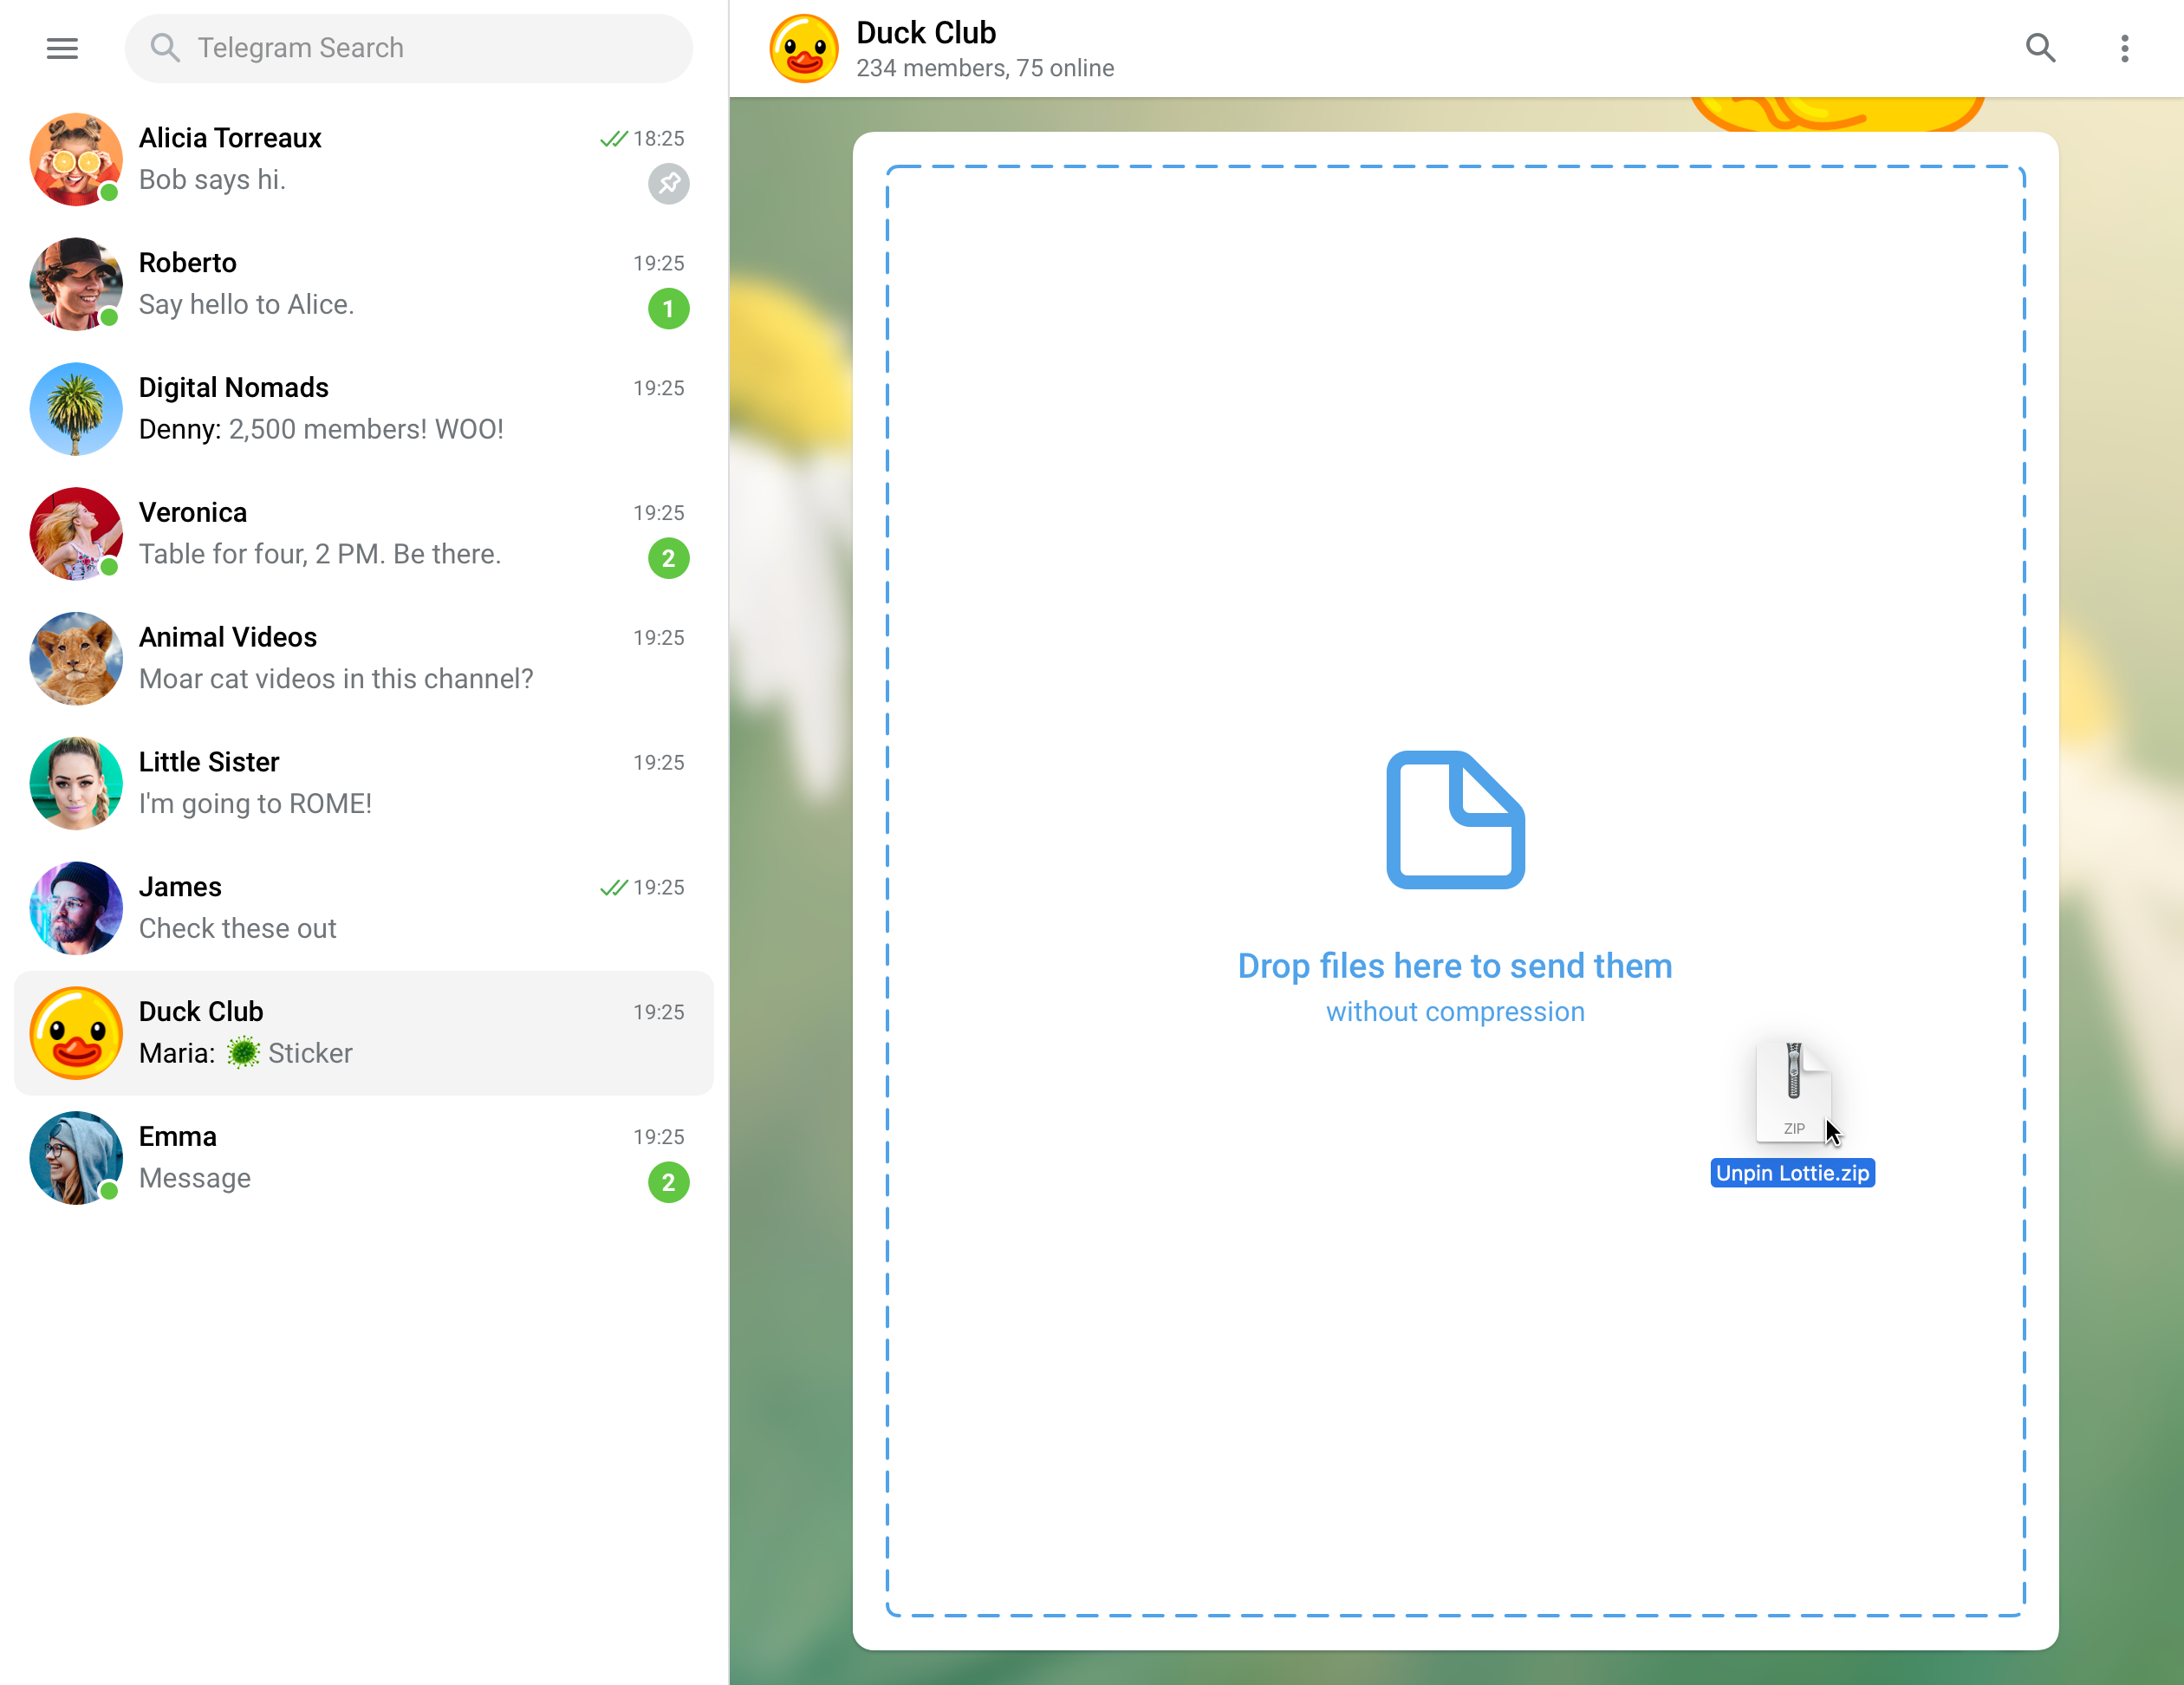 Telegram Search
Alicia Torreaux
18:25
Bob says hi.
Roberto
19:25
Say hello to Alice.
1
Digital Nomads
19:25
Denny: 2,500 members! WOO!
Veronica
19:25
Table for four, 2 PM. Be there.
2
Animal Videos
19:25
Moar cat videos in this channel?
Little Sister
19:25
I'm going to ROME!
James
19:25
Check these out
Duck Club
19:25
Maria: Sticker
Emma
19:25
Message
2
Duck Club
234 members, 75 online
Drop files here to send them
without compression
ZIP
Unpin Lottie.zip